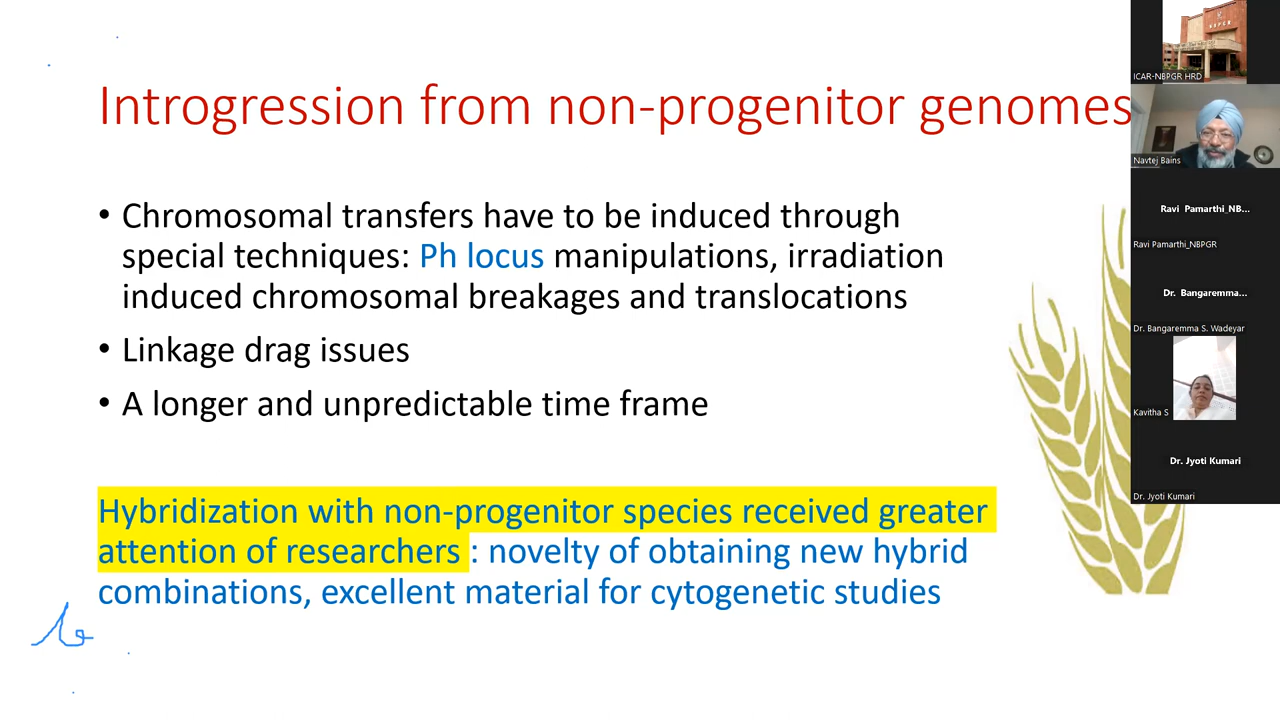 Introgression from non-progenitor genomes
• Chromosomal transfers have to be induced through
special techniques: Ph locus manipulations, irradiation
induced chromosomal breakages and translocations
• Linkage drag issues
• A longer and unpredictable time frame
Hybridization with non-progenitor species received greater
attention of researchers : novelty of obtaining new hybrid
combinations, excellent material for cytogenetic studies
ICAR-NBPGR HRD
Navtej Bains
Ravi Pamarthi_NB...
Ravi Pamarthi_NBPGR
Dr. Bangaremma...
Dr. Bangaremma S. Wadeyar
Kavitha S
Dr. Jyoti Kumari
Dr. Jyoti Kumari